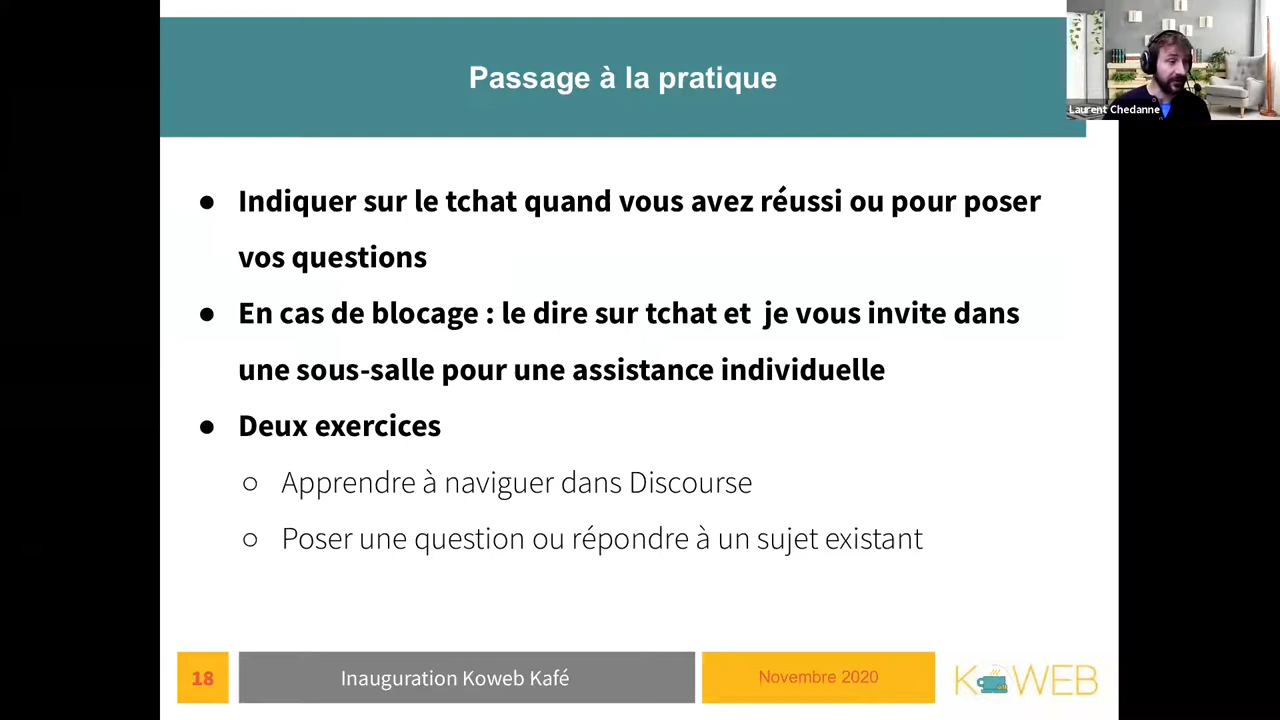 Passage à la pratique
Laurent Chedanne
● Indiquer sur le tchat quand vous avez réussi ou pour poser
vos questions
● En cas de blocage : le dire sur tchat et je vous invite dans
une sous-salle pour une assistance individuelle
● Deux exercices
○ Apprendre à naviguer dans Discourse
○ Poser une question ou répondre à un sujet existant
18
Inauguration Koweb Kafé
Novembre 2020
KOWEB